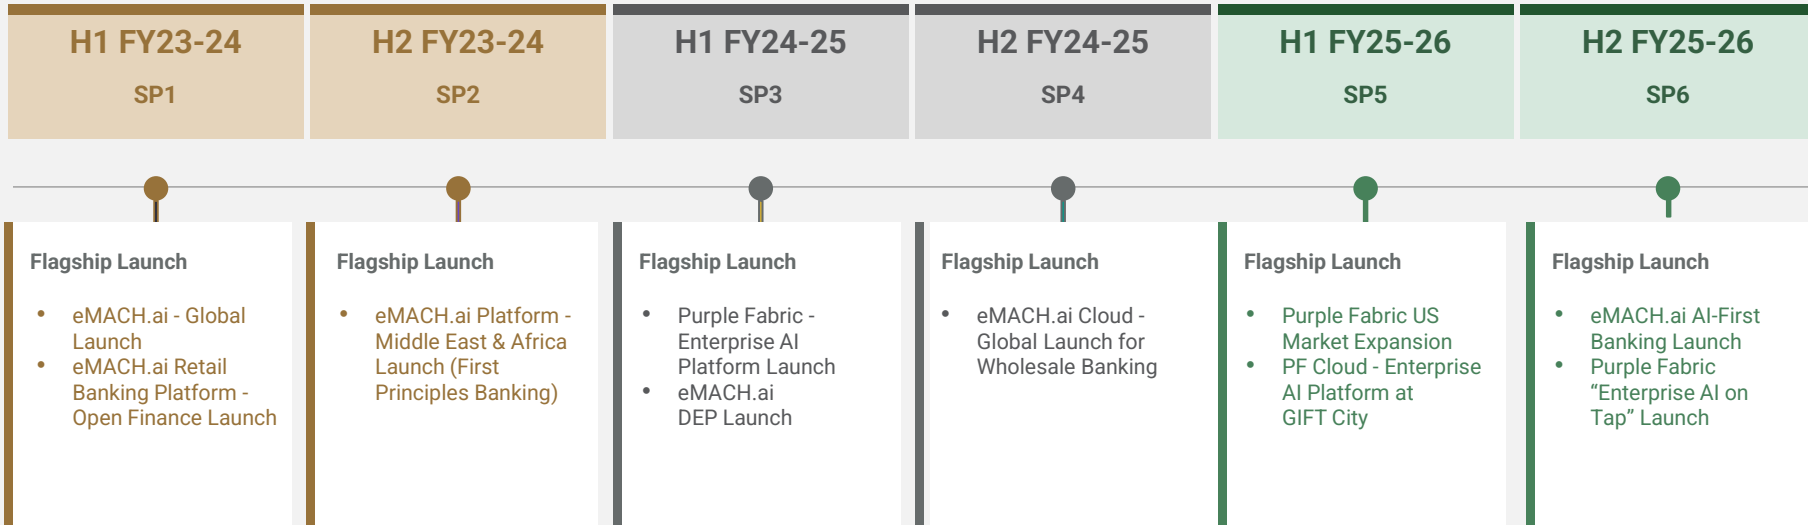 H1 FY23-24
SP1
H2 FY23-24
SP2
H1 FY24-25
SP3
H2 FY24-25
SP4
H1 FY25-26
SP5
H2 FY25-26
SP6
Flagship Launch
• eMACH.ai - Global
Launch
• eMACH.ai Retail
Banking Platform -
Open Finance Launch
Flagship Launch
• eMACH.ai Platform -
Middle East & Africa
Launch (First
Principles Banking)
Flagship Launch
• Purple Fabric -
Enterprise AI
Platform Launch
• eMACH.ai
DEP Launch
Flagship Launch
• eMACH.ai Cloud -
Global Launch for
Wholesale Banking
Flagship Launch
• Purple Fabric US
Market Expansion
• PF Cloud - Enterprise
AI Platform at
GIFT City
Flagship Launch
• eMACH.ai AI-First
Banking Launch
• Purple Fabric
“Enterprise AI on
Tap” Launch